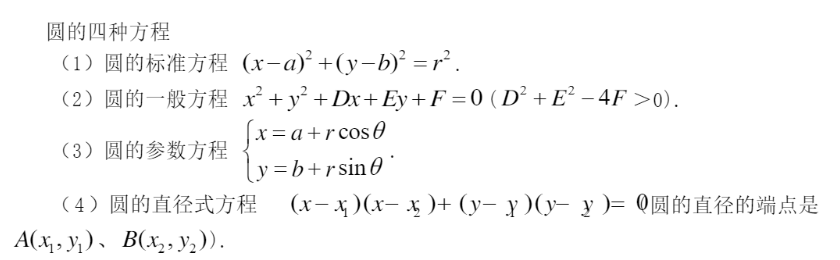 圆的四种方程
（1）圆的标准方程 (x-a)²+(y-b)²=r².
（2）圆的一般方程 x²+y²+Dx+Ey+F=0 (D²+E²-4F>0).
（3）圆的参数方程 { x=a+r cosθ
y=b+r sinθ .
（4）圆的直径式方程 (x-x₁)(x-x₂)+(y-y₁)(y-y₂)=0(圆的直径的端点是
A(x₁,y₁)、B(x₂,y₂)).